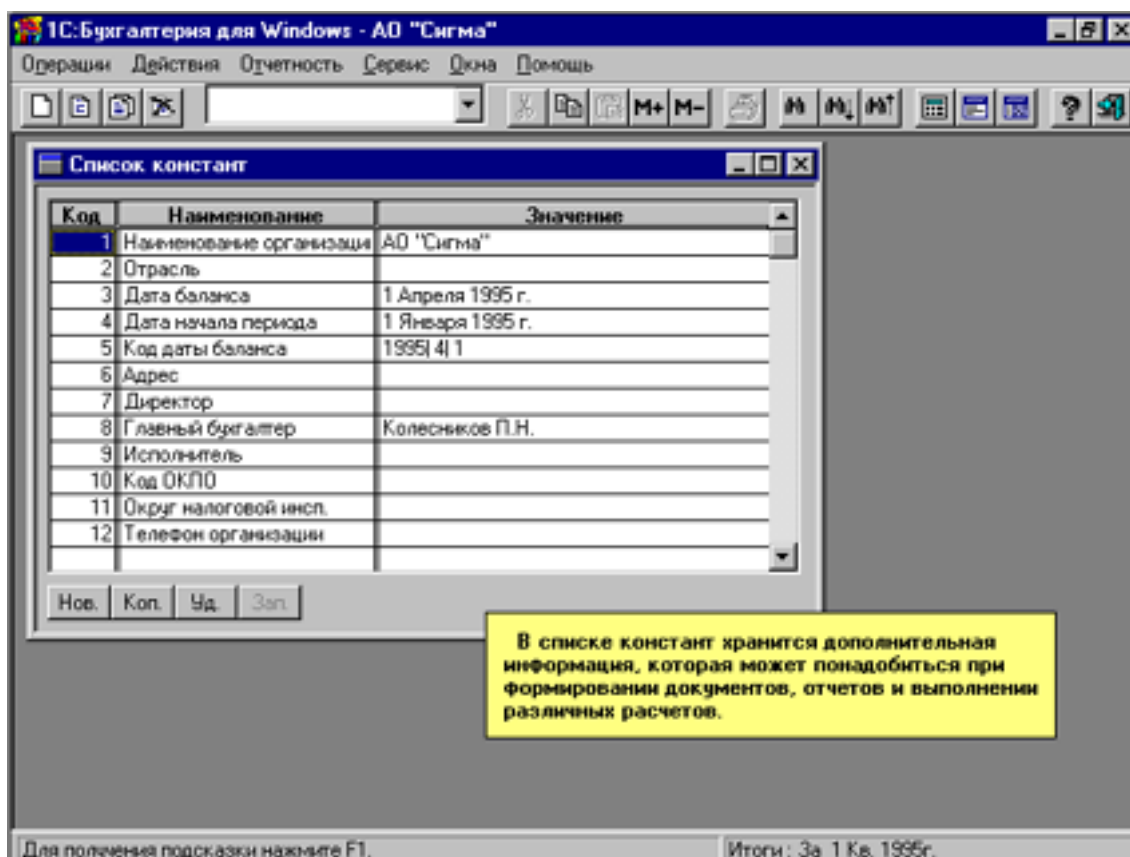 1С:Бухгалтерия для Windows - АО "Сигма"
Операции Действия Отчетность Сервис Окна Помощь
M+ M-
Список констант
Код Наименование Значение
1 Наименование организаци АО "Сигма"
2 Отрасль
3 Дата баланса 1 Апреля 1995 г.
4 Дата начала периода 1 Января 1995 г.
5 Код даты баланса 1995| 4| 1
6 Адрес
7 Директор
8 Главный бухгалтер Колесников П.Н.
9 Исполнитель
10 Код ОКПО
11 Округ налоговой инсп.
12 Телефон организации
Нов. Коп. Уд. Зап.
В списке констант хранится дополнительная
информация, которая может понадобиться при
формировании документов, отчетов и выполнении
различных расчетов.
Для получения подсказки нажмите F1. Итоги: За 1 Кв. 1995г.